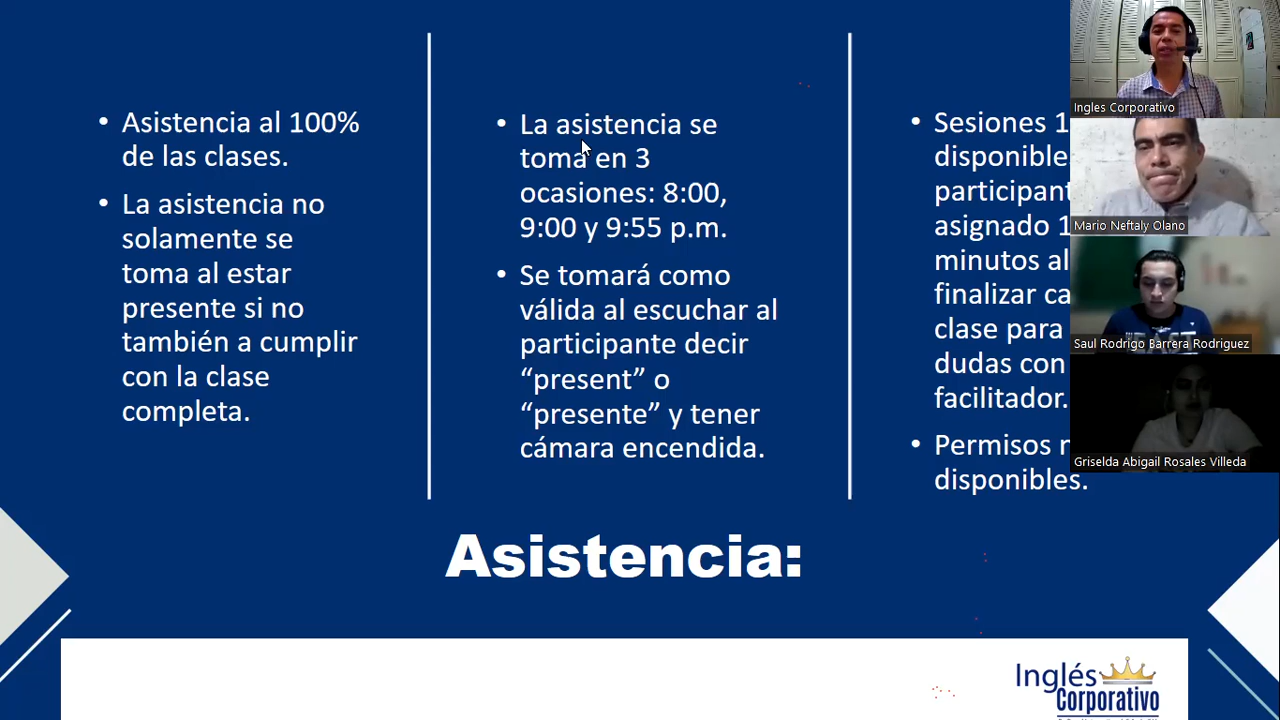 • Asistencia al 100%
de las clases.
• La asistencia no
solamente se
toma al estar
presente si no
también a cumplir
con la clase
completa.
• La asistencia se
toma en 3
ocasiones: 8:00,
9:00 y 9:55 p.m.
• Se tomará como
válida al escuchar al
participante decir
“present” o
“presente” y tener
cámara encendida.
• Sesiones 1
disponible
participant
asignado 1
minutos al
finalizar ca
clase para
dudas con
facilitador.
• Permisos
disponibles.
Asistencia:
Inglés
Corporativo
Ingles Corporativo
Mario Neftaly Olano
Saul Rodrigo Barrera Rodriguez
Griselda Abigail Rosales Villeda